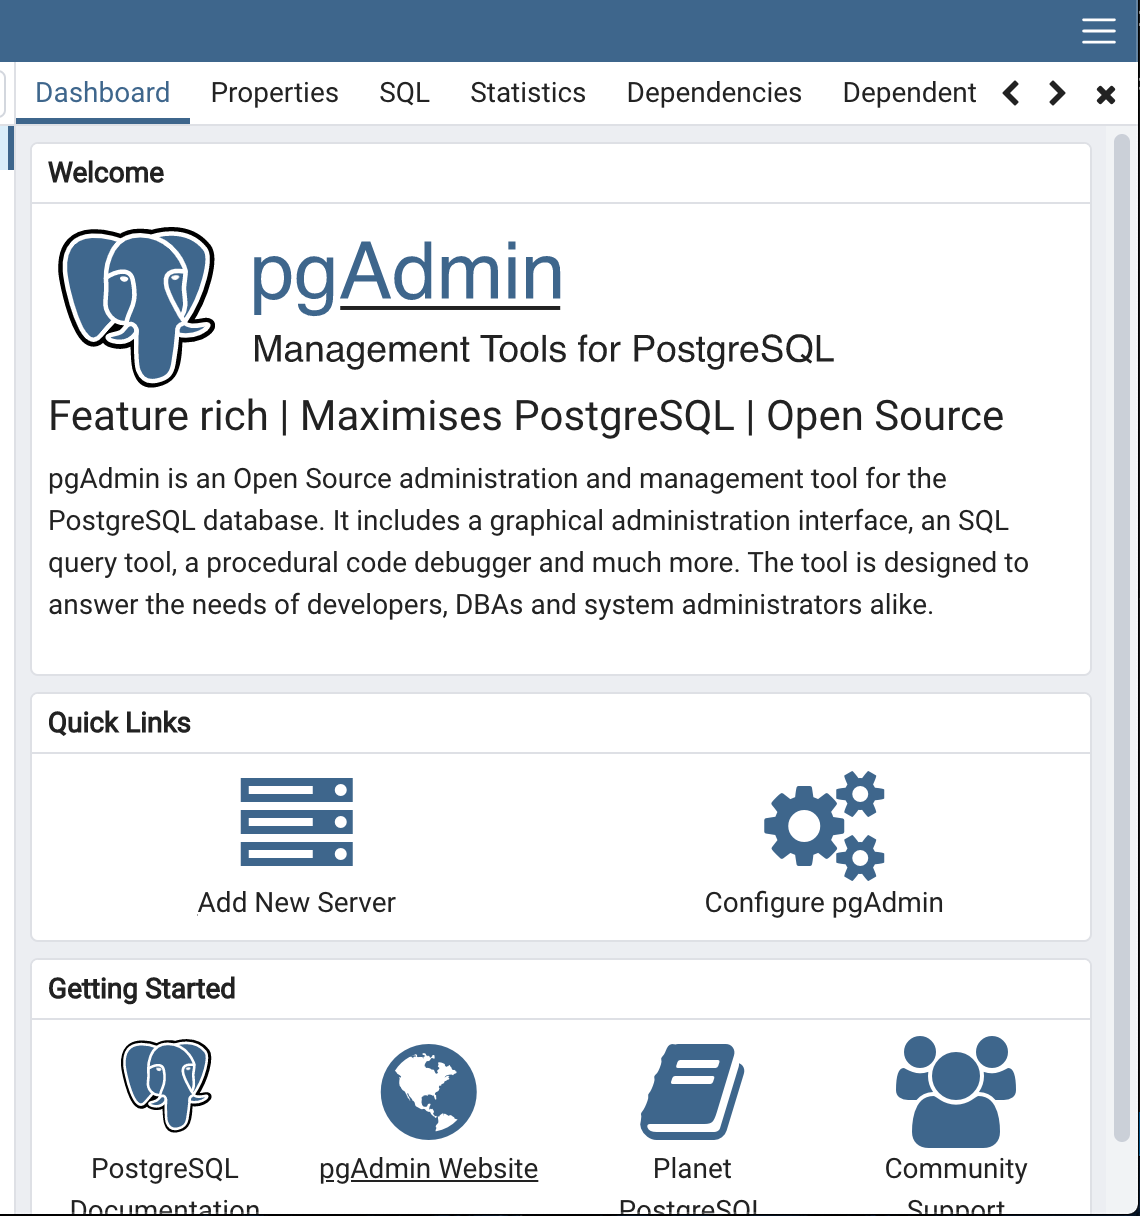 Dashboard Properties SQL Statistics Dependencies Dependent
Welcome
pgAdmin
Management Tools for PostgreSQL
Feature rich | Maximises PostgreSQL | Open Source
pgAdmin is an Open Source administration and management tool for the
PostgreSQL database. It includes a graphical administration interface, an SQL
query tool, a procedural code debugger and much more. The tool is designed to
answer the needs of developers, DBAs and system administrators alike.
Quick Links
Add New Server Configure pgAdmin
Getting Started
PostgreSQL pgAdmin Website Planet Community
Documentation PostgreSQL Support